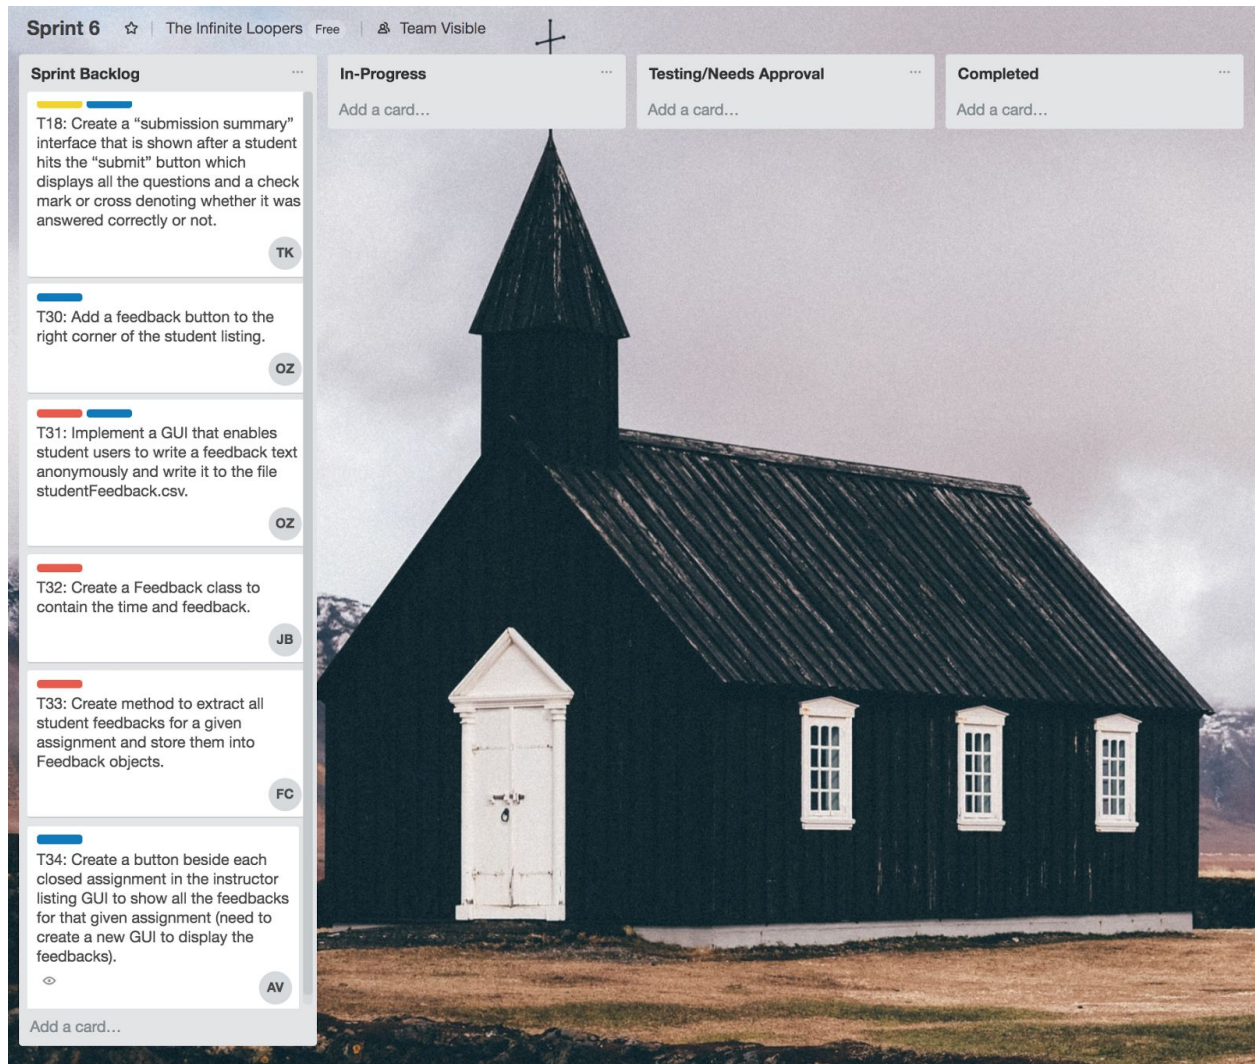 Sprint 6 The Infinite Loopers Free Team Visible
Sprint Backlog
T18: Create a “submission summary”
interface that is shown after a student
hits the “submit” button which
displays all the questions and a check
mark or cross denoting whether it was
answered correctly or not.
TK
T30: Add a feedback button to the
right corner of the student listing.
OZ
T31: Implement a GUI that enables
student users to write a feedback text
anonymously and write it to the file
studentFeedback.csv.
OZ
T32: Create a Feedback class to
contain the time and feedback.
JB
T33: Create method to extract all
student feedbacks for a given
assignment and store them into
Feedback objects.
FC
T34: Create a button beside each
closed assignment in the instructor
listing GUI to show all the feedbacks
for that given assignment (need to
create a new GUI to display the
feedbacks).
AV
Add a card…
In-Progress
Add a card…
Testing/Needs Approval
Add a card…
Completed
Add a card…